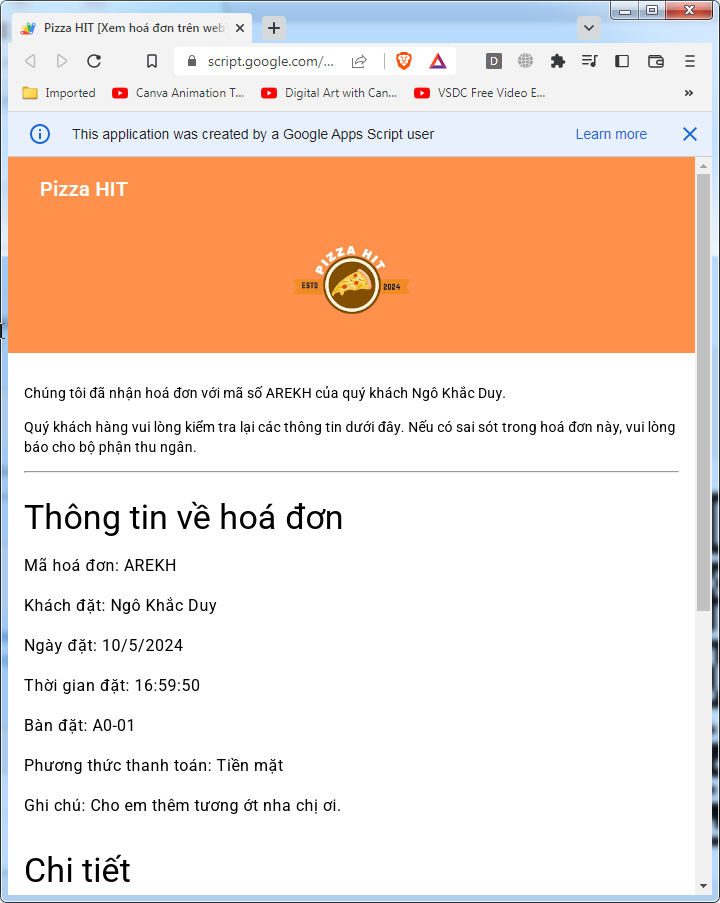 Pizza HIT [Xem hoá đơn trên web
script.google.com/...
D
Imported
Canva Animation T...
Digital Art with Can...
VSDC Free Video E...
»
This application was created by a Google Apps Script user
Learn more
Pizza HIT
PIZZA HIT
ESTD
2024
Chúng tôi đã nhận hoá đơn với mã số AREKH của quý khách Ngô Khắc Duy.
Quý khách hàng vui lòng kiểm tra lại các thông tin dưới đây. Nếu có sai sót trong hoá đơn này, vui lòng
báo cho bộ phận thu ngân.
Thông tin về hoá đơn
Mã hoá đơn: AREKH
Khách đặt: Ngô Khắc Duy
Ngày đặt: 10/5/2024
Thời gian đặt: 16:59:50
Bàn đặt: A0-01
Phương thức thanh toán: Tiền mặt
Ghi chú: Cho em thêm tương ớt nha chị ơi.
Chi tiết